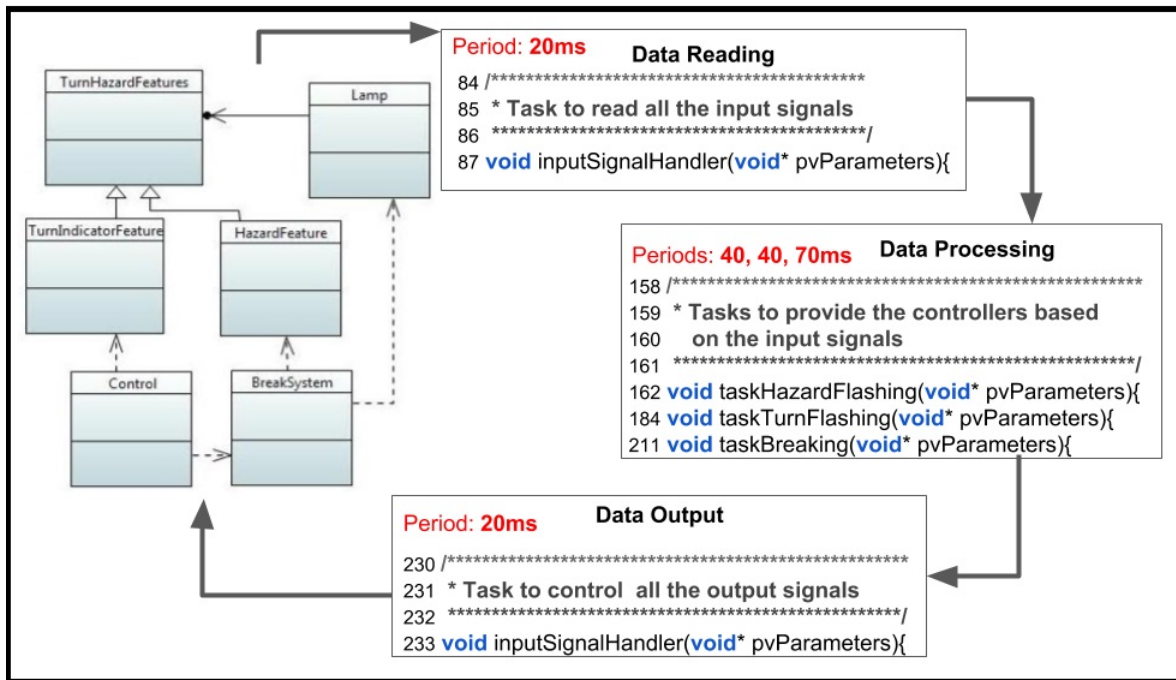 TurnHazardFeatures
Lamp
TurnIndicatorFeature
HazardFeature
Control
BreakSystem
Period: 20ms
Data Reading
84 /*******************************************
85 * Task to read all the input signals
86 *******************************************/
87 void inputSignalHandler(void* pvParameters){
Periods: 40, 40, 70ms
Data Processing
158 /******************************************************
159 * Tasks to provide the controllers based
160 on the input signals
161 *****************************************************/
162 void taskHazardFlashing(void* pvParameters){
184 void taskTurnFlashing(void* pvParameters){
211 void taskBreaking(void* pvParameters){
Period: 20ms
Data Output
230 /*****************************************************
231 * Task to control all the output signals
232 ****************************************************/
233 void inputSignalHandler(void* pvParameters){